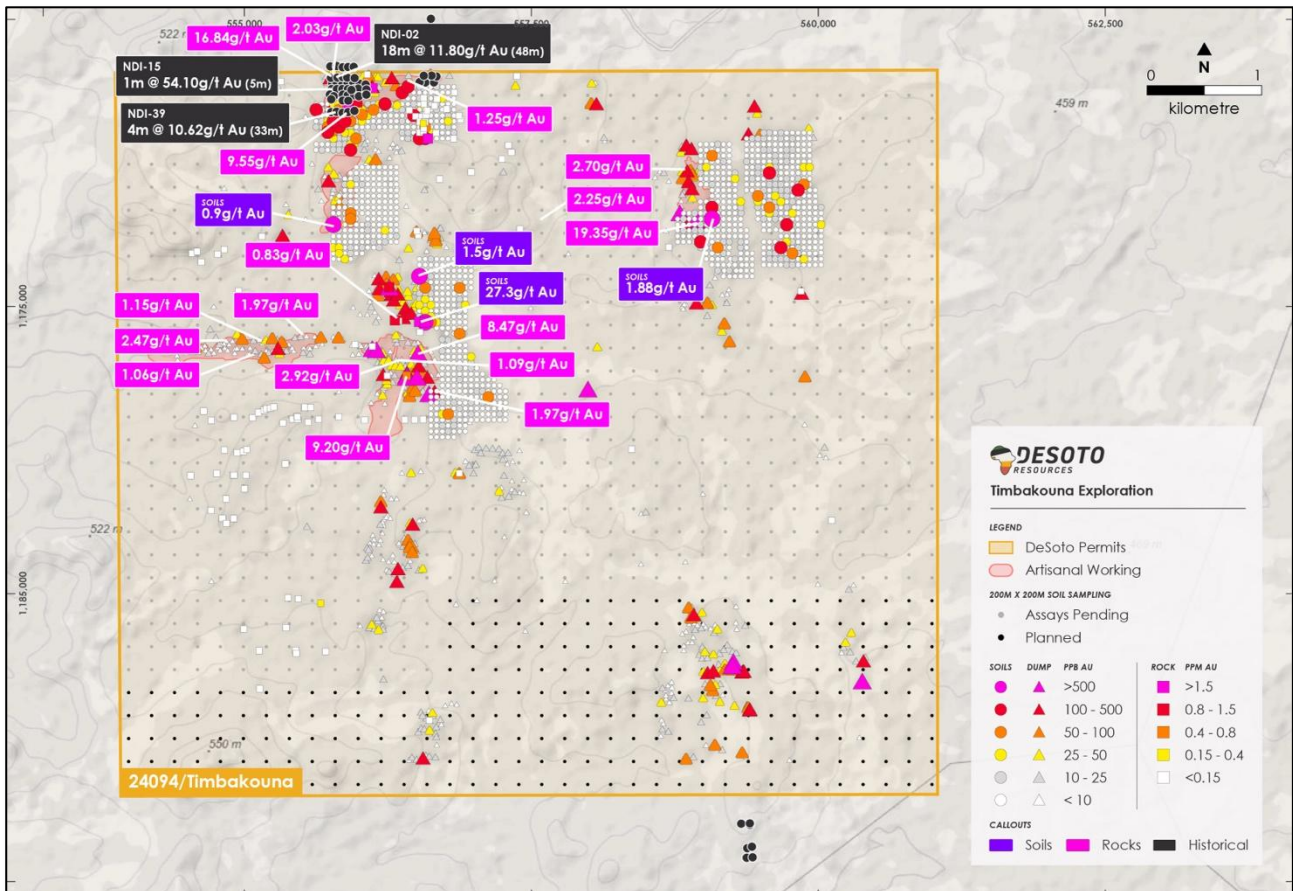 555,000
557,500
560,000
562,500
522 m
16.84g/t Au
2.03g/t Au
NDI-02
18m @ 11.80g/t Au (48m)
NDI-15
1m @ 54.10g/t Au (5m)
NDI-39
4m @ 10.62g/t Au (33m)
1.25g/t Au
9.55g/t Au
N
0
1
kilometre
459 m
2.70g/t Au
2.25g/t Au
19.35g/t Au
SOILS
0.9g/t Au
0.83g/t Au
SOILS
1.5g/t Au
SOILS
27.3g/t Au
SOILS
1.88g/t Au
1,175,000
1.15g/t Au
1.97g/t Au
2.47g/t Au
1.06g/t Au
8.47g/t Au
2.92g/t Au
1.09g/t Au
1.97g/t Au
9.20g/t Au
522 m
1,185,000
550 m
24094/Timbakouna
DESOTO
RESOURCES
Timbakouna Exploration
LEGEND
DeSoto Permits
Artisanal Working
200M X 200M SOIL SAMPLING
Assays Pending
Planned
SOILS DUMP PPB AU ROCK PPM AU
>500 >1.5
100 - 500 0.8 - 1.5
50 - 100 0.4 - 0.8
25 - 50 0.15 - 0.4
10 - 25 <0.15
< 10
CALLOUTS
Soils Rocks Historical